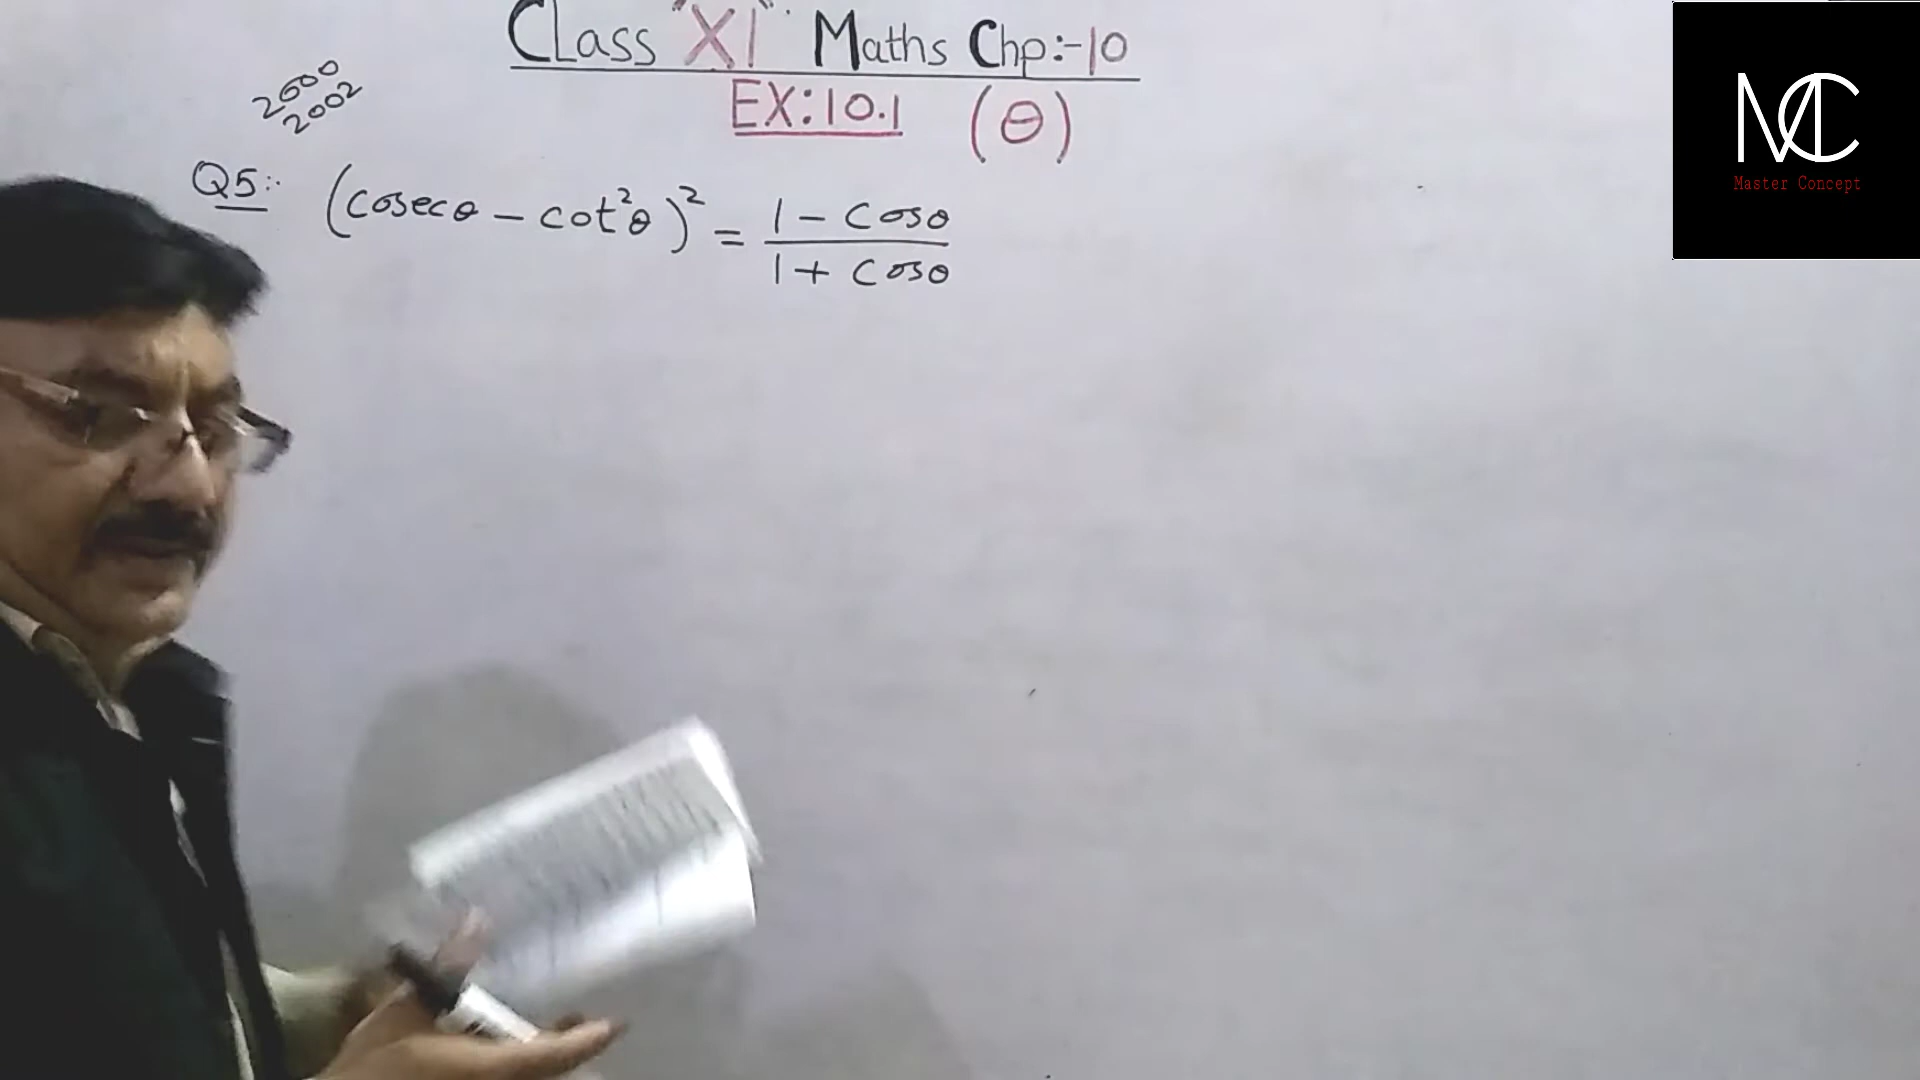 Class "XI" Maths Chp:-10
EX:10.1 (θ)
2000
2002
Q5:- (cosecθ - cot²θ)² = 1 - cosθ
1 + cosθ
MC
Master Concept